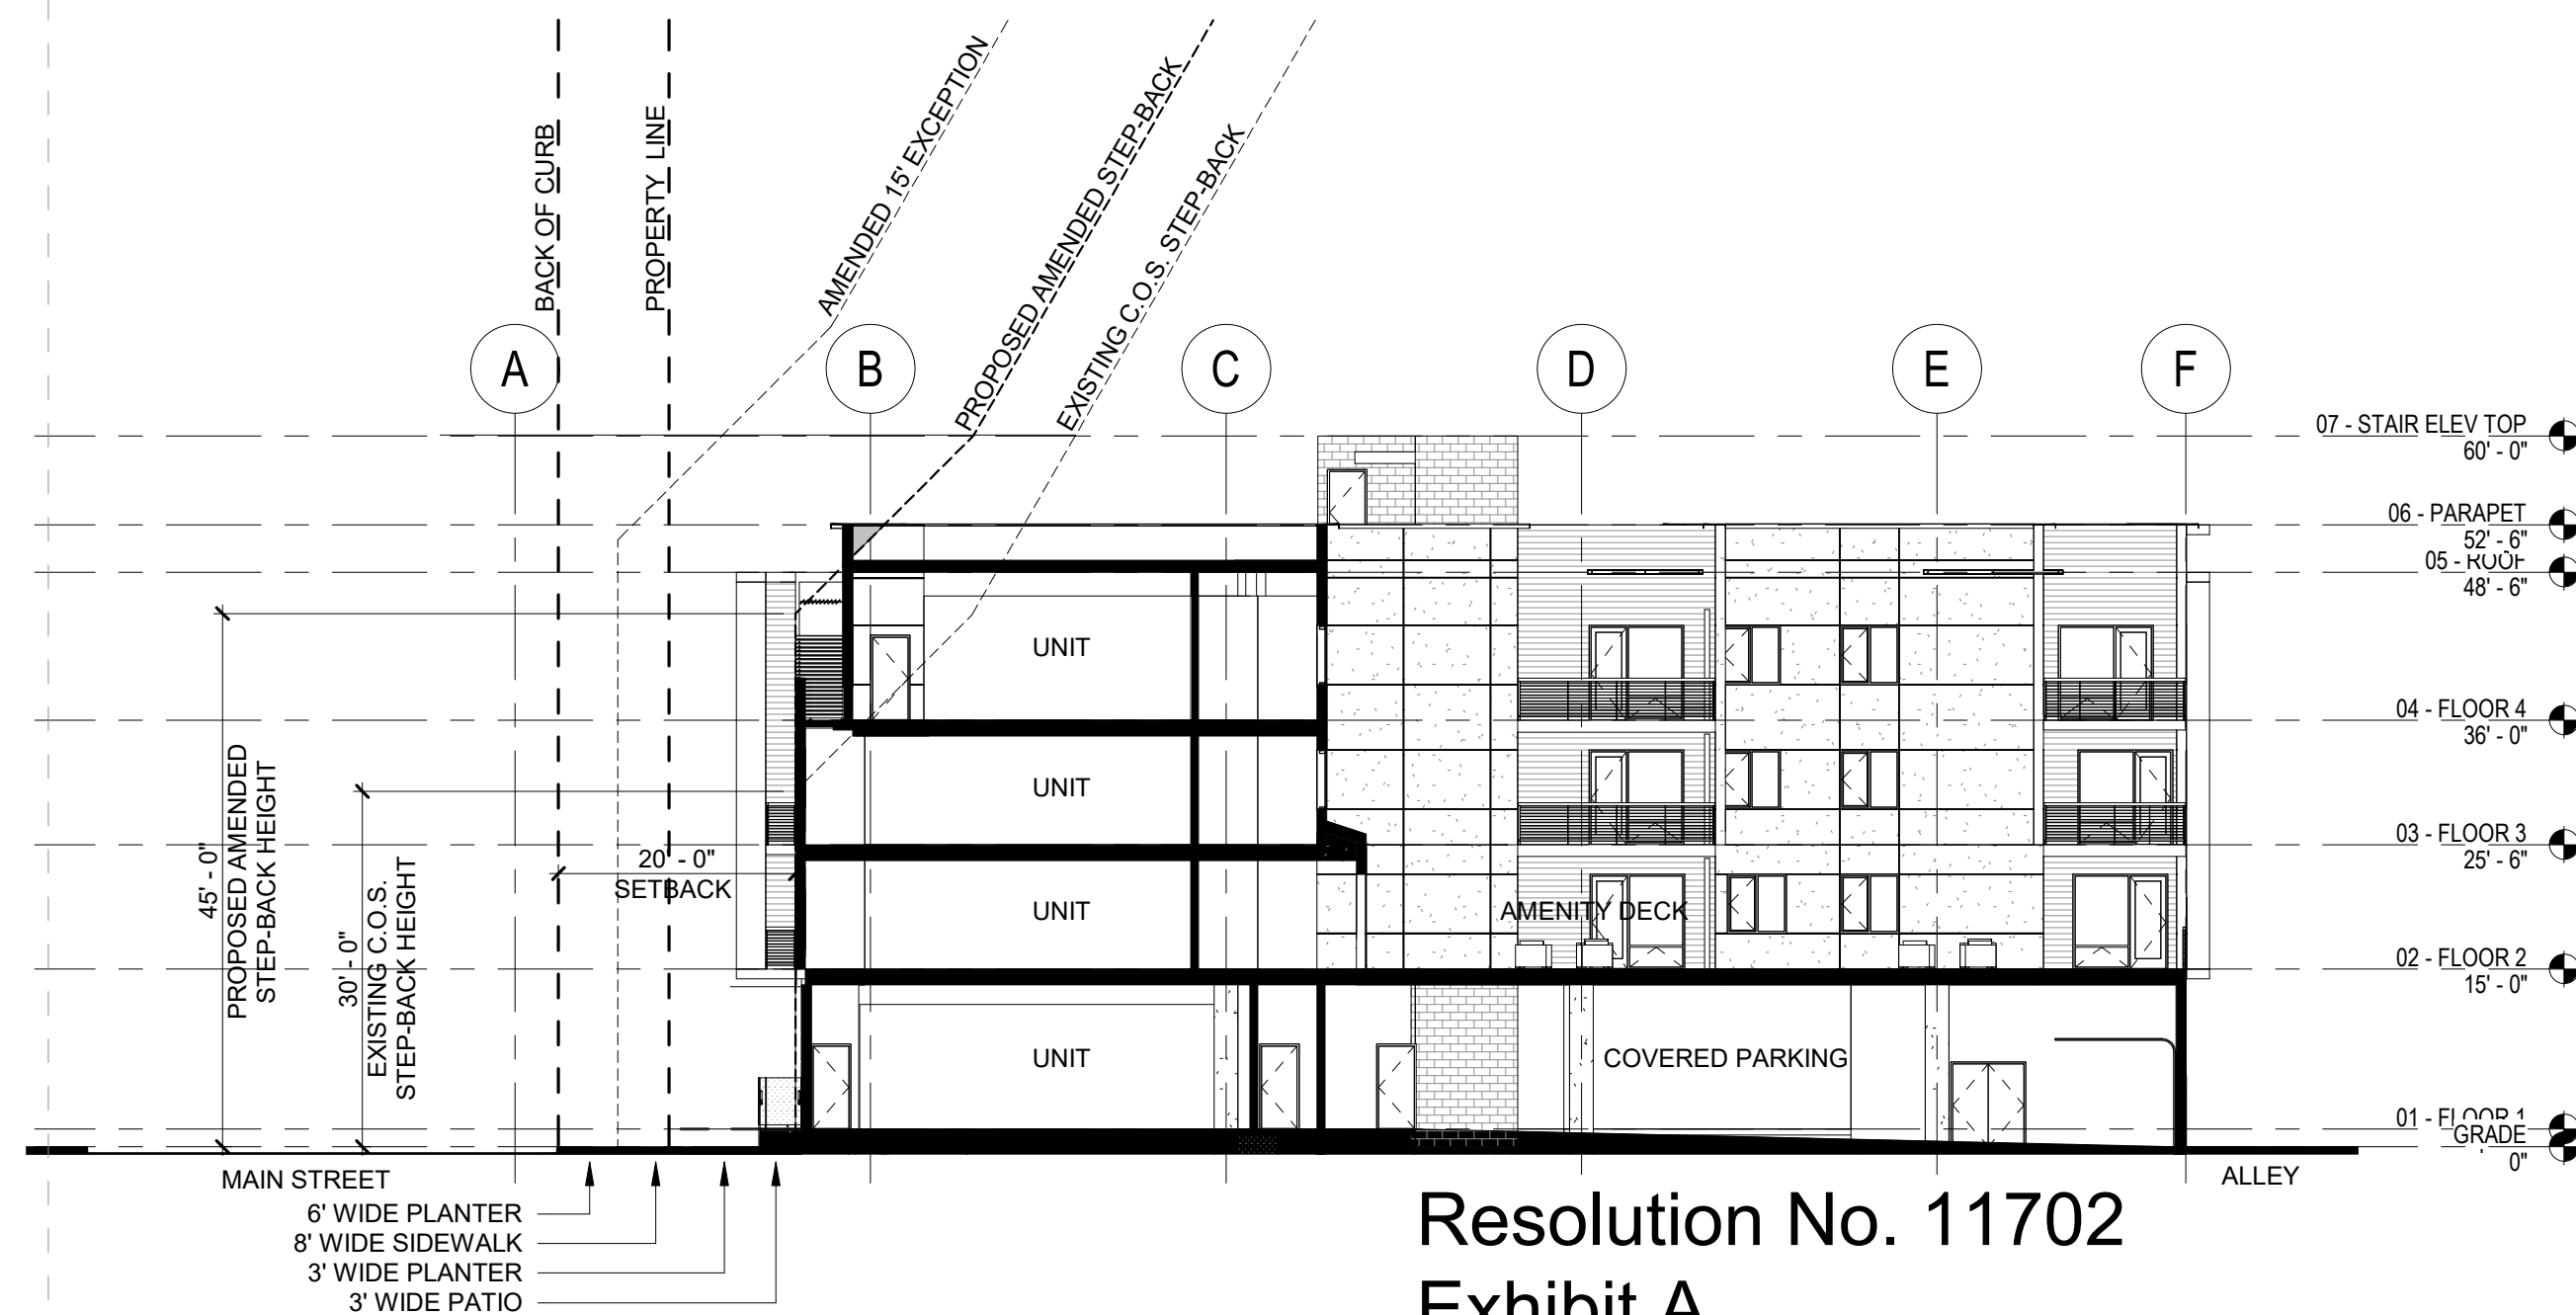 AMENDED 15' EXCEPTION
PROPOSED AMENDED STEP-BACK
EXISTING C.O.S. STEP-BACK
BACK OF CURB
PROPERTY LINE
A
B
C
D
E
F
07 - STAIR ELEV TOP
60' - 0"
06 - PARAPET
52' - 6"
05 - ROOF
48' - 6"
04 - FLOOR 4
36' - 0"
03 - FLOOR 3
25' - 6"
02 - FLOOR 2
15' - 0"
01 - FLOOR 1
GRADE
0"
45' - 0"
PROPOSED AMENDED
STEP-BACK HEIGHT
30' - 0"
EXISTING C.O.S.
STEP-BACK HEIGHT
20' - 0"
SETBACK
UNIT
UNIT
UNIT
AMENITY DECK
UNIT
COVERED PARKING
MAIN STREET
ALLEY
6' WIDE PLANTER
8' WIDE SIDEWALK
3' WIDE PLANTER
3' WIDE PATIO
Resolution No. 11702
Exhibit A